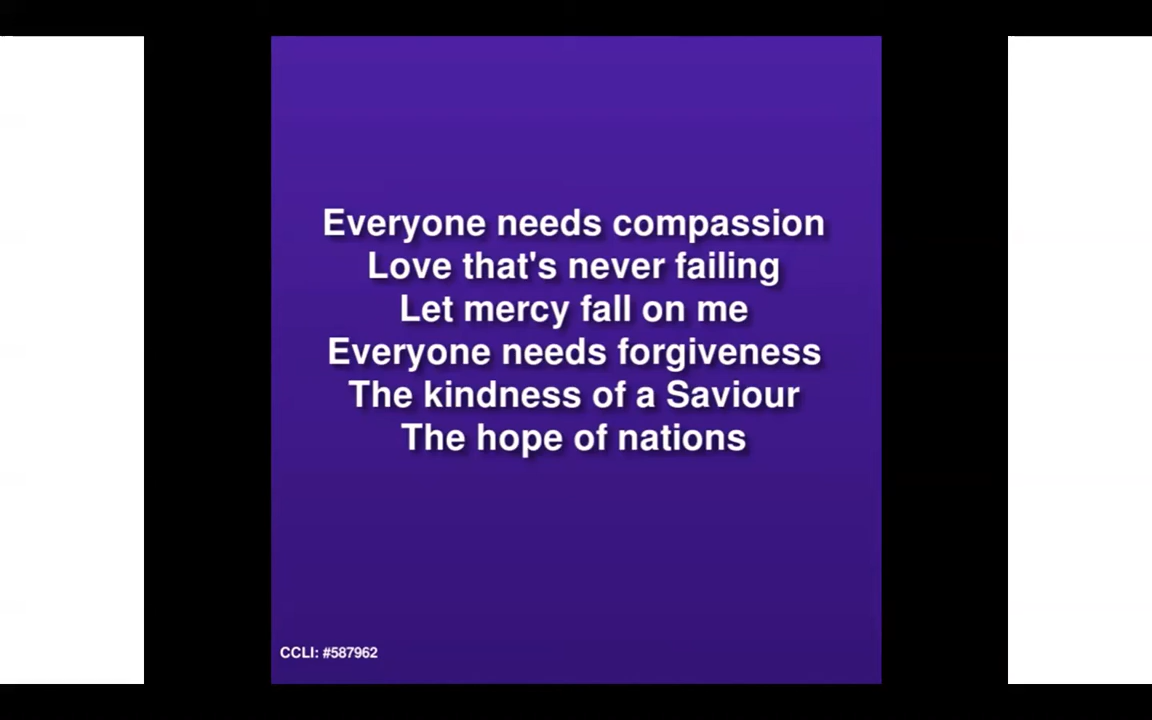 Everyone needs compassion
Love that's never failing
Let mercy fall on me
Everyone needs forgiveness
The kindness of a Saviour
The hope of nations
CCLI: #587962